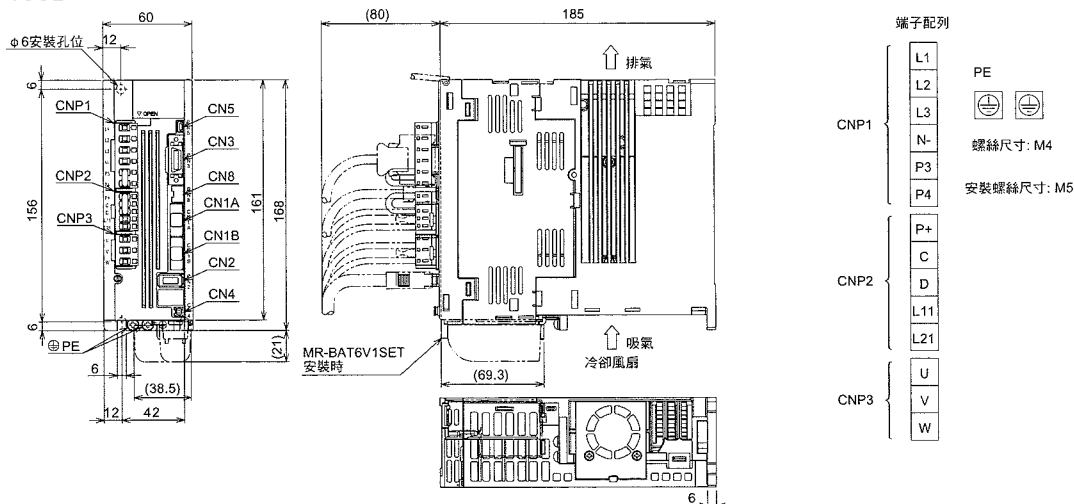 60
12
φ6安裝孔位
6
CNP1
▽OPEN
CN5
CN3
CNP2
CN8
CN1A
CNP3
CN1B
CN2
CN4
156
161
168
6
PE
6
(38.5)
(21)
12
42
(80)
185
排氣
MR-BAT6V1SET
安裝時
吸氣
冷卻風扇
(69.3)
6
端子配列
CNP1
L1
L2
L3
N-
P3
P4
PE
螺絲尺寸: M4
安裝螺絲尺寸: M5
CNP2
P+
C
D
L11
L21
CNP3
U
V
W